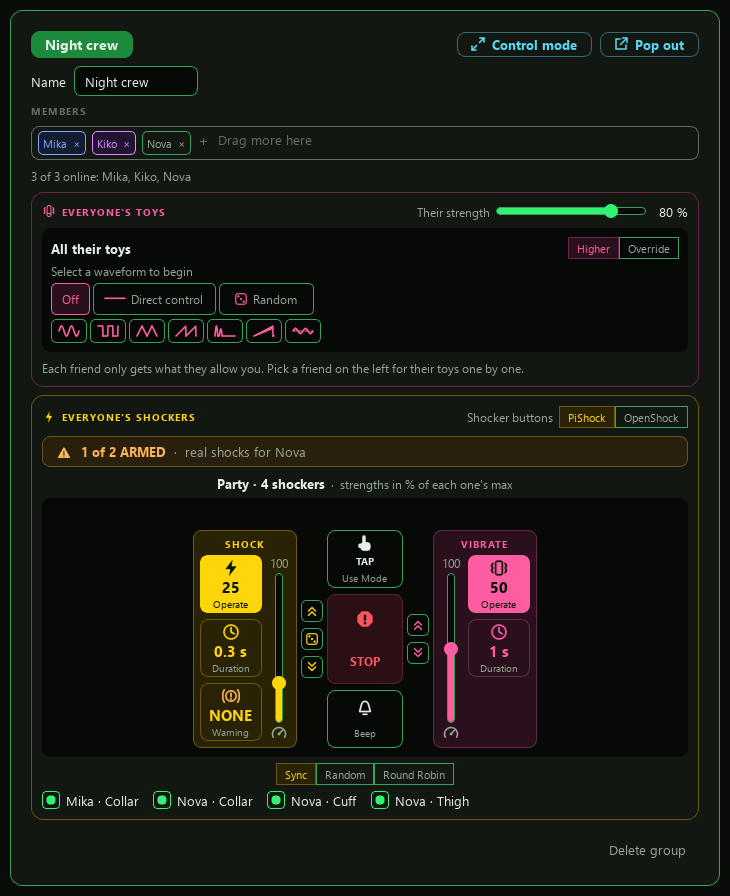 Night crew
Control mode
Pop out
Name Night crew
MEMBERS
Mika × Kiko × Nova × + Drag more here
3 of 3 online: Mika, Kiko, Nova
EVERYONE'S TOYS
Their strength 80 %
All their toys
Higher Override
Select a waveform to begin
Off Direct control Random
Each friend only gets what they allow you. Pick a friend on the left for their toys one by one.
EVERYONE'S SHOCKERS
Shocker buttons PiShock OpenShock
1 of 2 ARMED · real shocks for Nova
Party · 4 shockers · strengths in % of each one's max
SHOCK
25
Operate
100
0.3 s
Duration
NONE
Warning
TAP
Use Mode
STOP
Beep
VIBRATE
100
50
Operate
1 s
Duration
Sync Random Round Robin
Mika · Collar Nova · Collar Nova · Cuff Nova · Thigh
Delete group